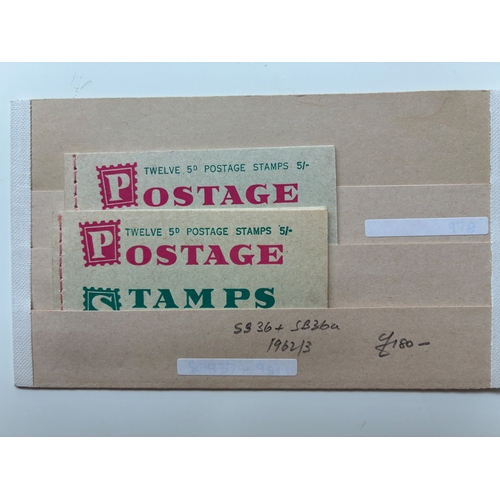 TWELVE 5D POSTAGE STAMPS 5/-
POSTAGE
TWELVE 5D POSTAGE STAMPS 5/-
POSTAGE
STAMPS
SB36 + SB36a
1962/3 £180-